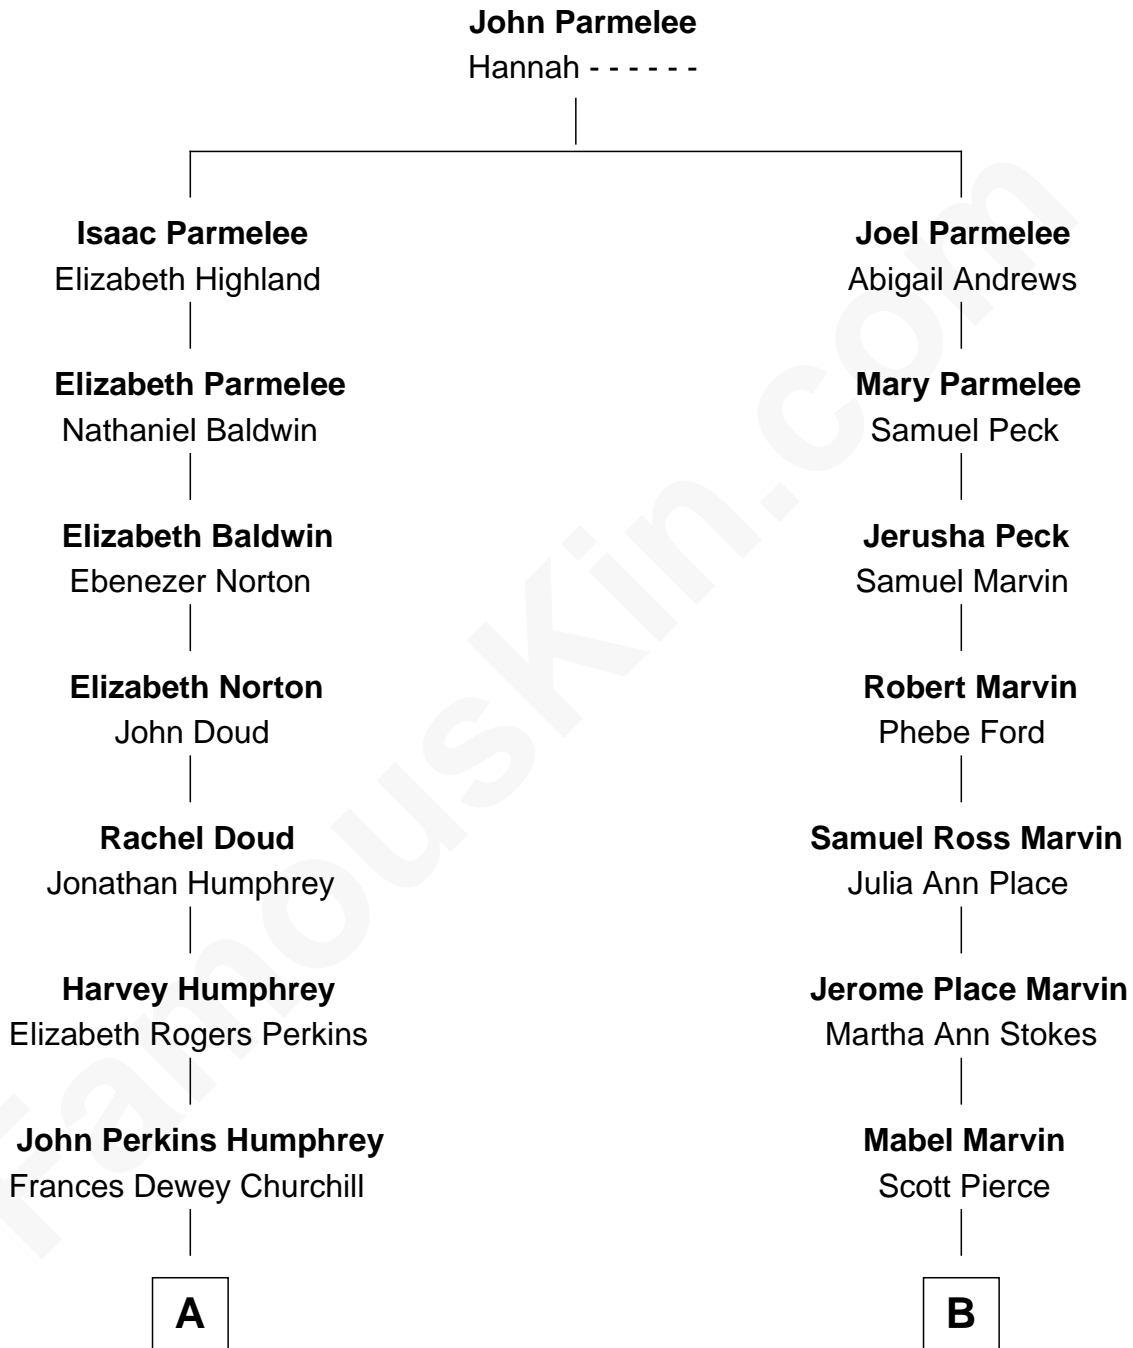 John Parmelee
Hannah - - - - - -
Isaac Parmelee
Elizabeth Highland
Joel Parmelee
Abigail Andrews
Elizabeth Parmelee
Nathaniel Baldwin
Mary Parmelee
Samuel Peck
Elizabeth Baldwin
Ebenezer Norton
Jerusha Peck
Samuel Marvin
Elizabeth Norton
John Doud
Robert Marvin
Phebe Ford
Rachel Doud
Jonathan Humphrey
Samuel Ross Marvin
Julia Ann Place
Harvey Humphrey
Elizabeth Rogers Perkins
Jerome Place Marvin
Martha Ann Stokes
John Perkins Humphrey
Frances Dewey Churchill
Mabel Marvin
Scott Pierce
A
B
FamousKin.com